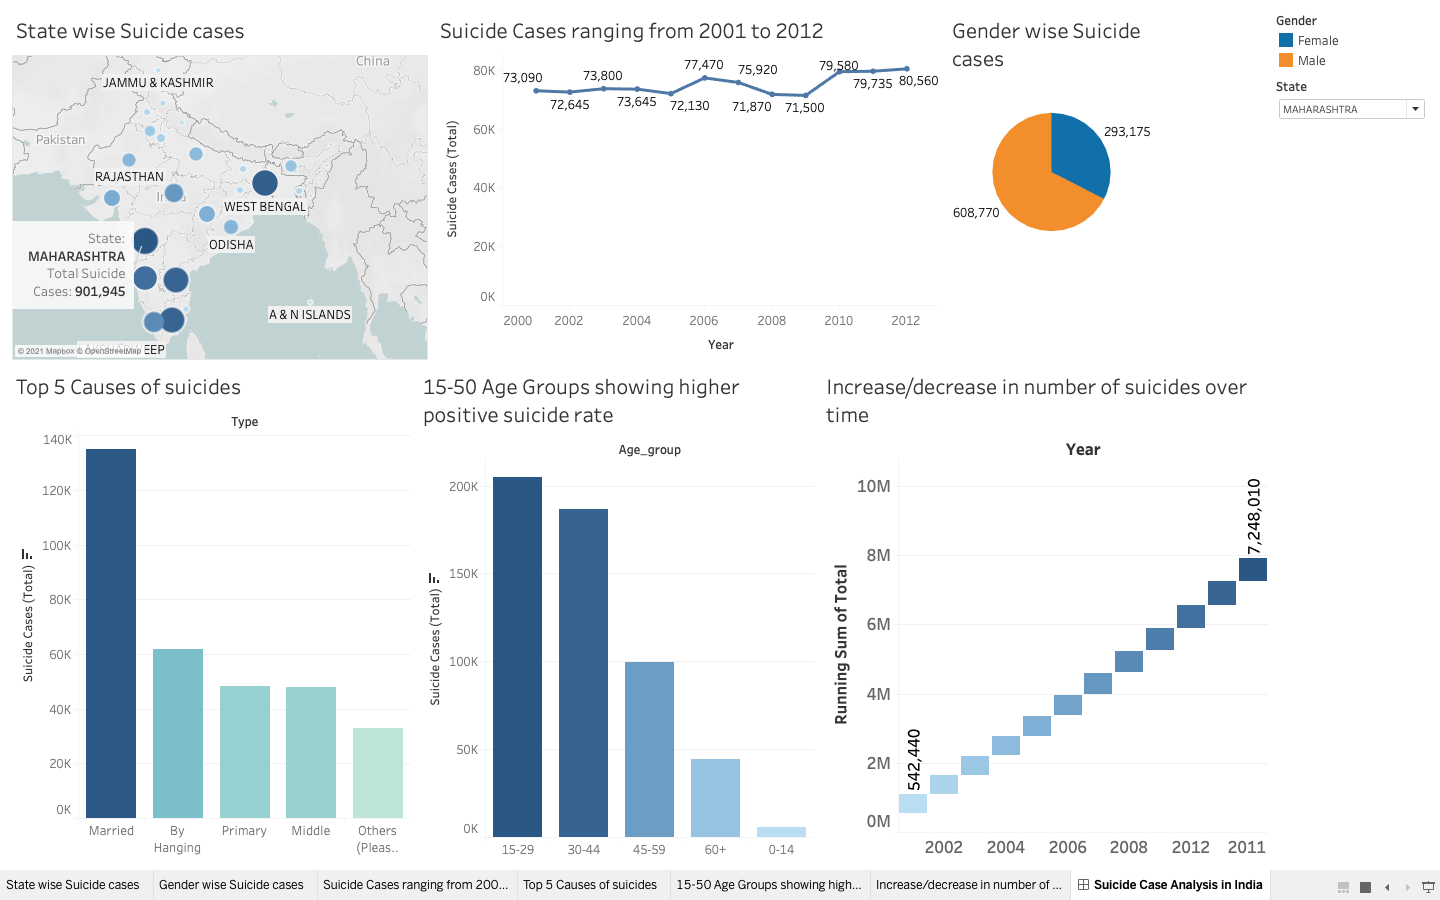 State wise Suicide cases
China
JAMMU & KASHMIR
Pakistan
RAJASTHAN
WEST BENGAL
ODISHA
State:
MAHARASHTRA
Total Suicide
Cases: 901,945
A & N ISLANDS
EEP
© 2021 Mapbox © OpenStreetMap
Suicide Cases ranging from 2001 to 2012
Suicide Cases (Total)
80K
60K
40K
20K
0K
73,090
72,645
73,800
73,645
72,130
77,470
75,920
71,870
71,500
79,580
79,735
80,560
2000
2002
2004
2006
2008
2010
2012
Year
Gender wise Suicide
cases
293,175
608,770
Gender
Female
Male
State
MAHARASHTRA
Top 5 Causes of suicides
Type
Suicide Cases (Total)
140K
120K
100K
80K
60K
40K
20K
0K
Married
By
Hanging
Primary
Middle
Others
(Pleas..
15-50 Age Groups showing higher
positive suicide rate
Age_group
Suicide Cases (Total)
200K
150K
100K
50K
0K
15-29
30-44
45-59
60+
0-14
Increase/decrease in number of suicides over
time
Year
Running Sum of Total
10M
8M
6M
4M
2M
0M
542,440
7,248,010
2002
2004
2006
2008
2012
2011
State wise Suicide cases
Gender wise Suicide cases
Suicide Cases ranging from 200...
Top 5 Causes of suicides
15-50 Age Groups showing high...
Increase/decrease in number of ...
Suicide Case Analysis in India